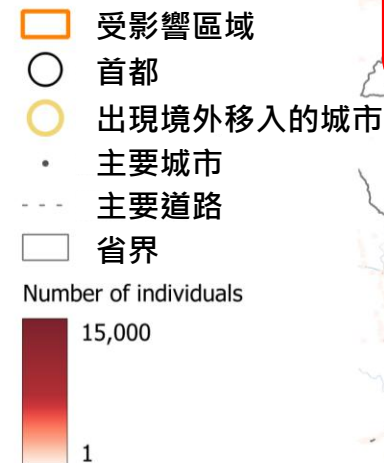 受影響區域
首都
出現境外移入的城市
主要城市
主要道路
省界
Number of individuals
15,000
1